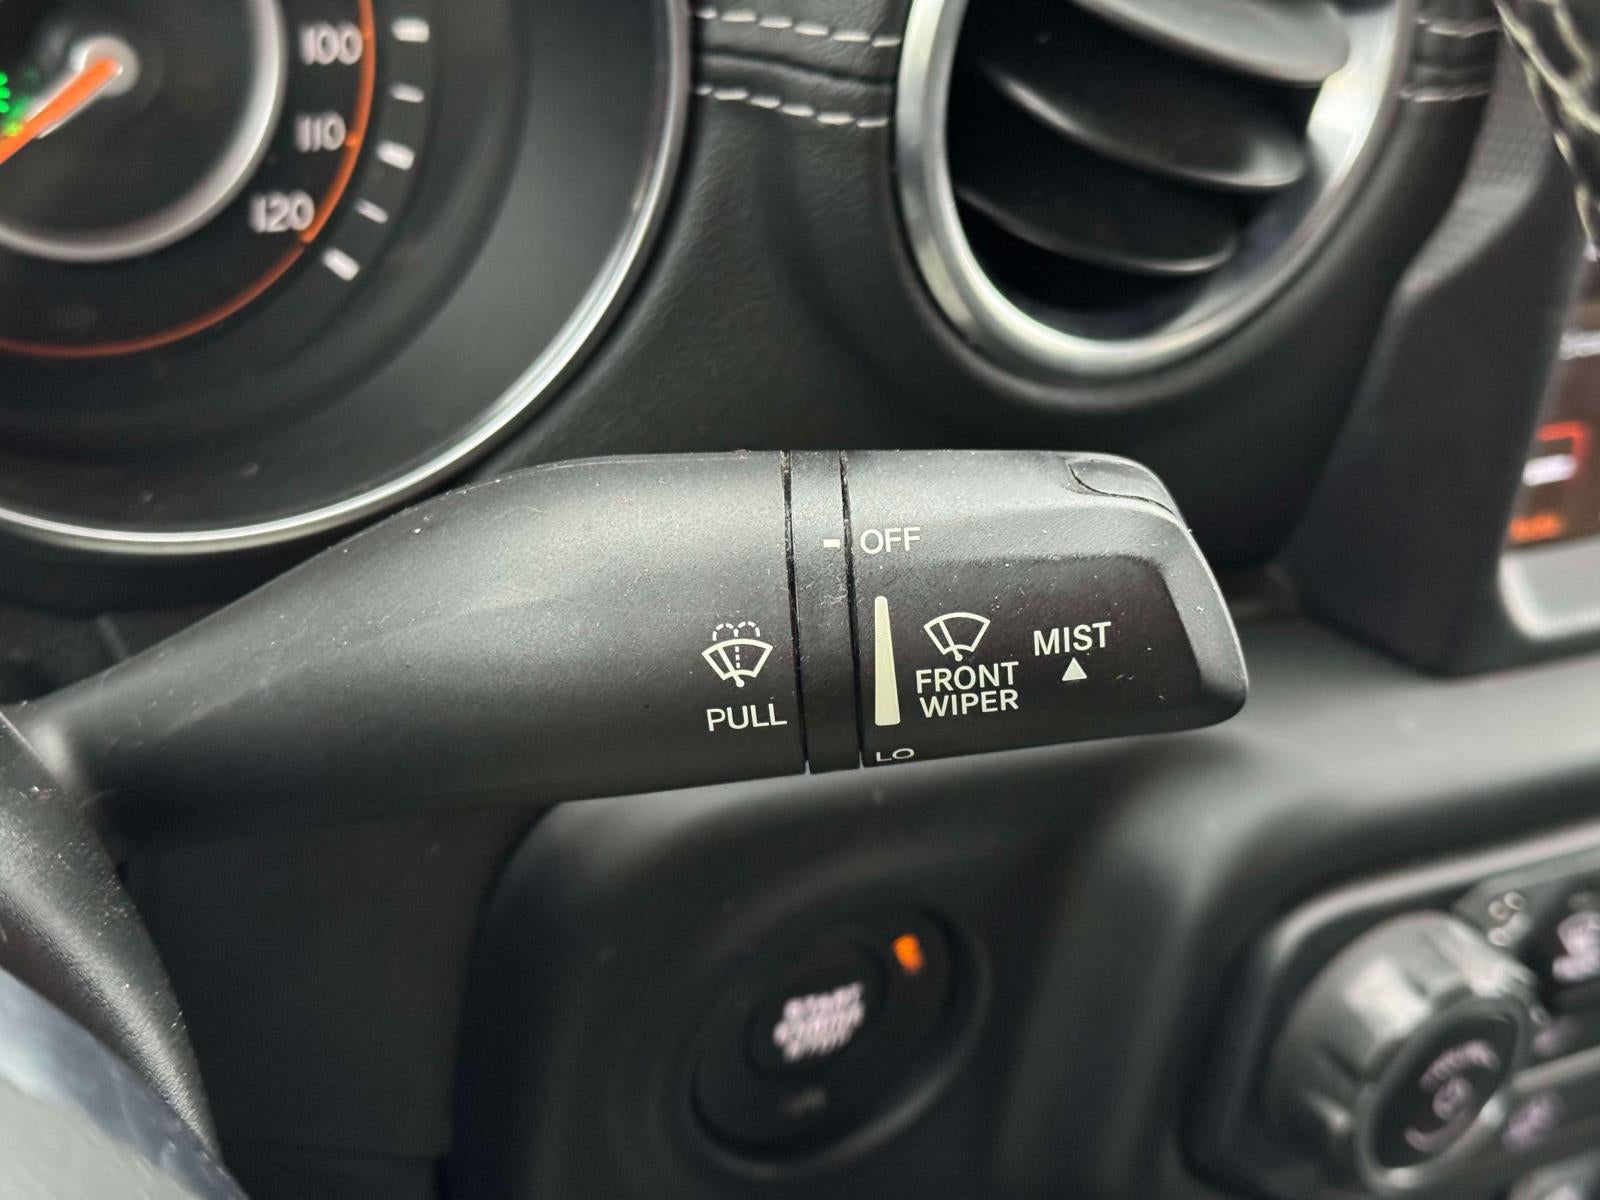 100
110
120
OFF
MIST
FRONT
WIPER
PULL
LO